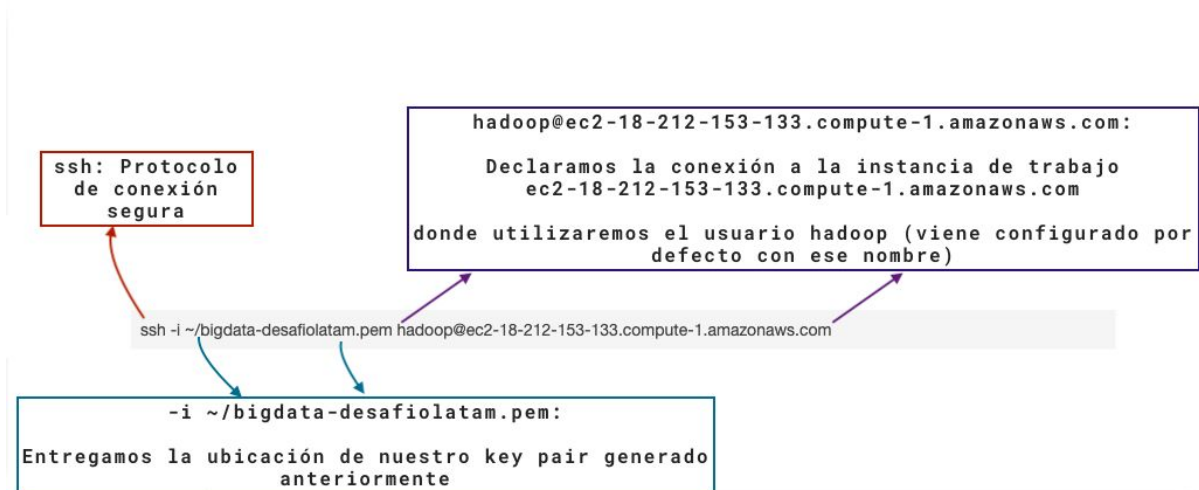 hadoop@ec2-18-212-153-133.compute-1.amazonaws.com:
Declaramos la conexión a la instancia de trabajo
ec2-18-212-153-133.compute-1.amazonaws.com
donde utilizaremos el usuario hadoop (viene configurado por
defecto con ese nombre)
ssh: Protocolo
de conexión
segura
ssh -i ~/bigdata-desafiolatam.pem hadoop@ec2-18-212-153-133.compute-1.amazonaws.com
-i ~/bigdata-desafiolatam.pem:
Entregamos la ubicación de nuestro key pair generado
anteriormente